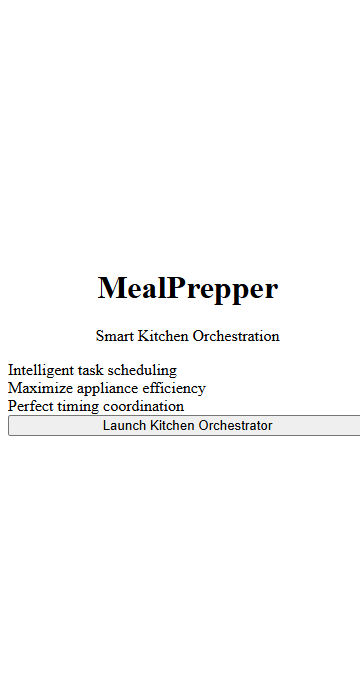 MealPrepper
Smart Kitchen Orchestration
Intelligent task scheduling
Maximize appliance efficiency
Perfect timing coordination
Launch Kitchen Orchestrator